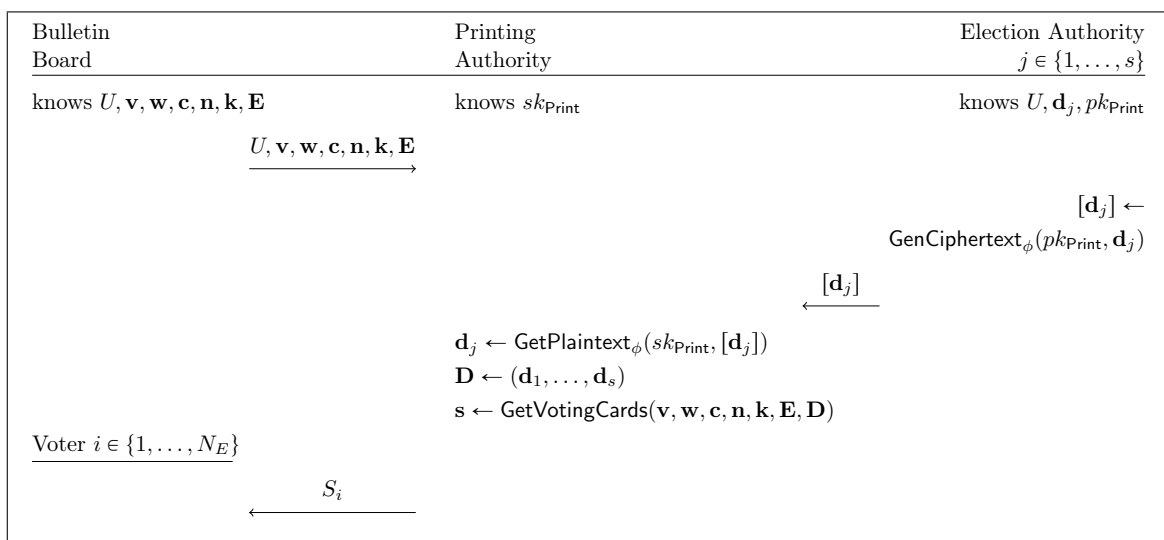 Bulletin Board
Printing Authority
Election Authority j ∈ {1, . . . , s}
knows U, v, w, c, n, k, E
knows sk_Print
knows U, d_j, pk_Print
U, v, w, c, n, k, E
[d_j] ←
GenCiphertext_ϕ(pk_Print, d_j)
[d_j]
d_j ← GetPlaintext_ϕ(sk_Print, [d_j])
D ← (d_1, . . . , d_s)
s ← GetVotingCards(v, w, c, n, k, E, D)
Voter i ∈ {1, . . . , N_E}
S_i